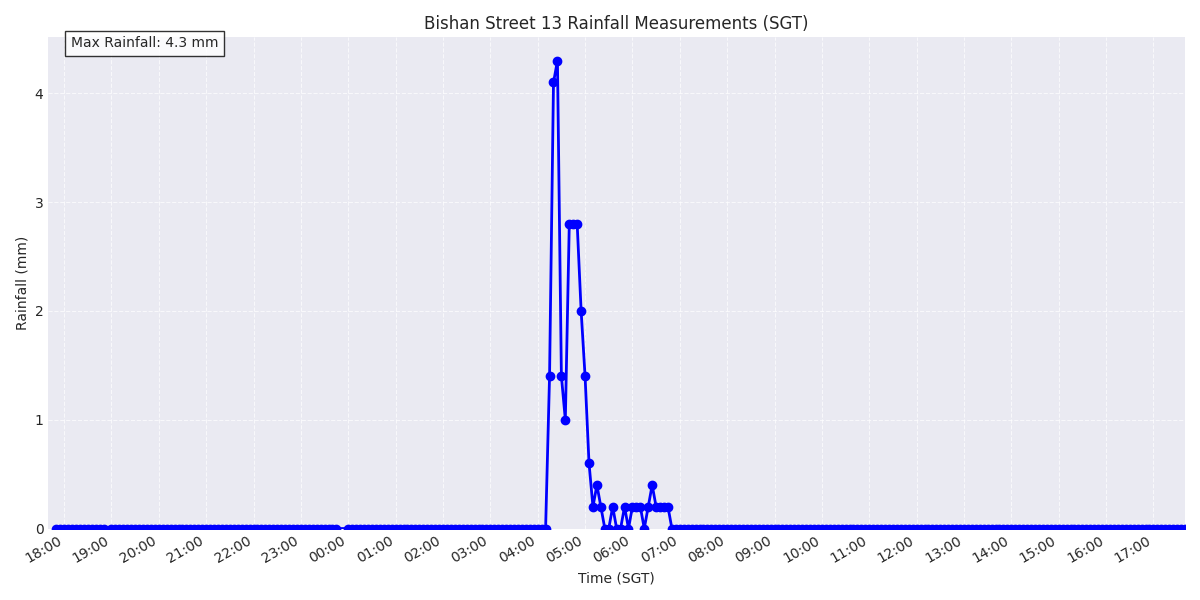 Bishan Street 13 Rainfall Measurements (SGT)
Max Rainfall: 4.3 mm
4
3
2
1
0
Rainfall (mm)
18:00 19:00 20:00 21:00 22:00 23:00 00:00 01:00 02:00 03:00 04:00 05:00 06:00 07:00 08:00 09:00 10:00 11:00 12:00 13:00 14:00 15:00 16:00 17:00
Time (SGT)